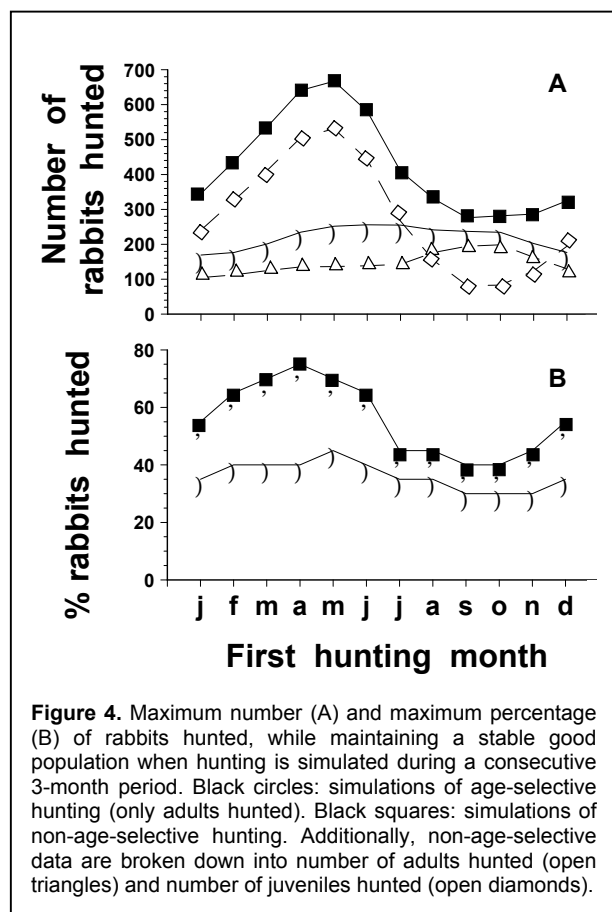 Number of rabbits hunted
700
600
500
400
300
200
100
0
A
% rabbits hunted
80
60
40
20
0
B
j f m a m j j a s o n d
First hunting month
Figure 4. Maximum number (A) and maximum percentage
(B) of rabbits hunted, while maintaining a stable good
population when hunting is simulated during a consecutive
3-month period. Black circles: simulations of age-selective
hunting (only adults hunted). Black squares: simulations of
non-age-selective hunting. Additionally, non-age-selective
data are broken down into number of adults hunted (open
triangles) and number of juveniles hunted (open diamonds).